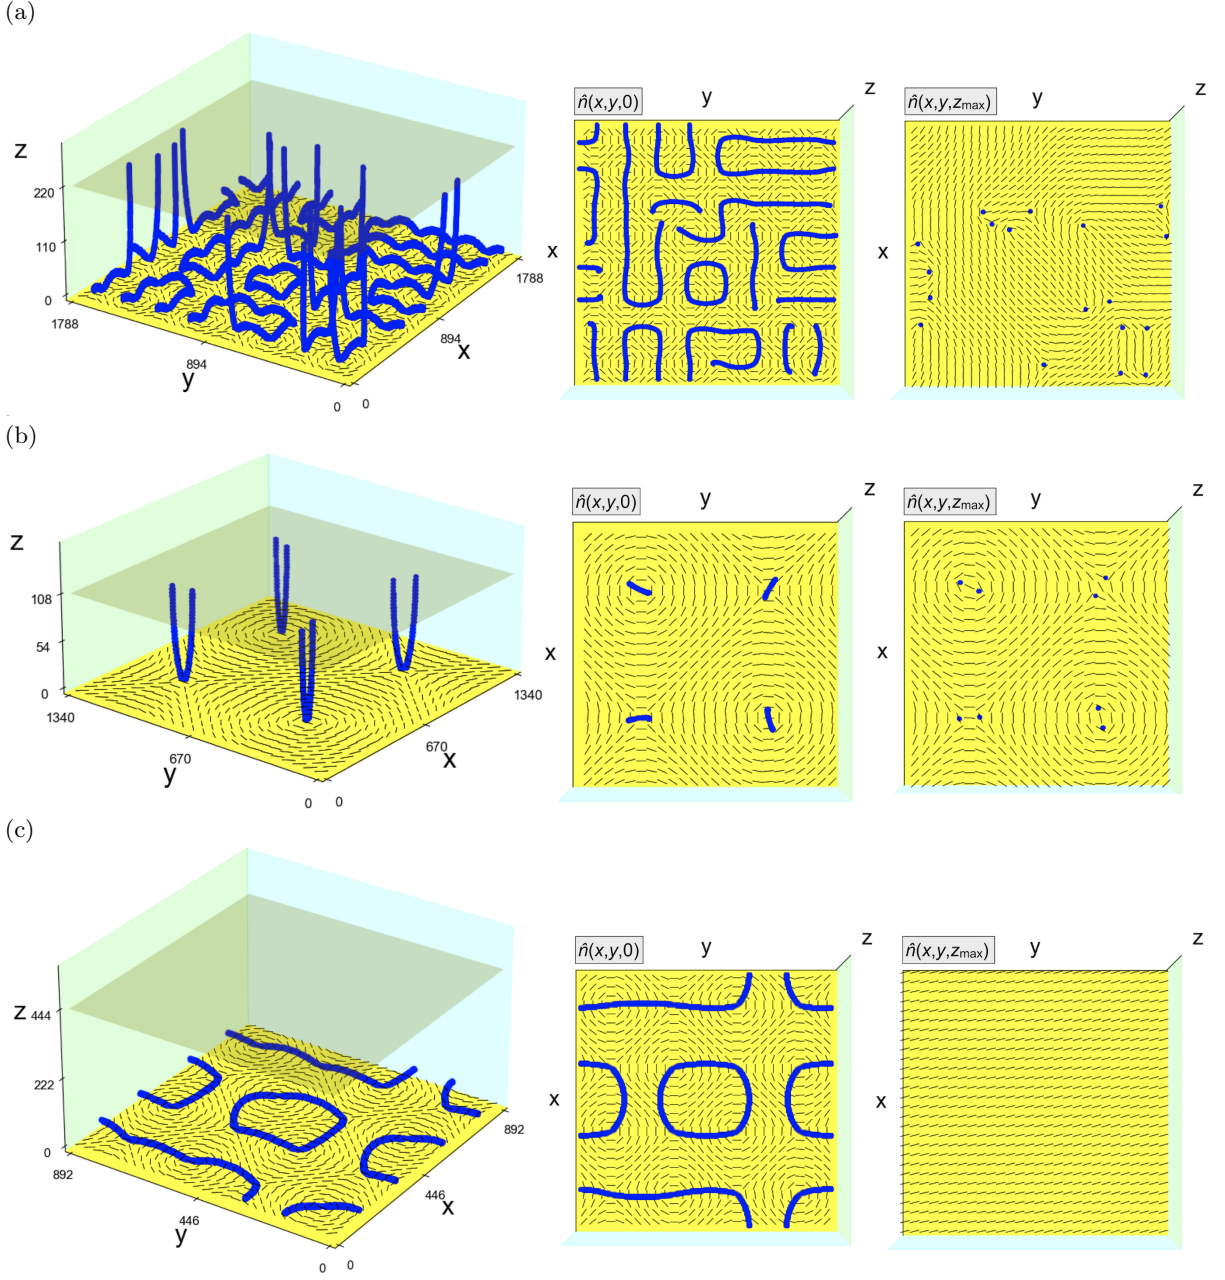 (a)
z
220
110
0
1788
894
y
0
0
894
x
1788
n̂(x,y,0)
y
z
x
n̂(x,y,zmax)
y
z
x
(b)
z
108
54
0
1340
670
y
0
0
670
x
1340
n̂(x,y,0)
y
z
x
n̂(x,y,zmax)
y
z
x
(c)
z
444
222
0
892
446
y
0
0
446
x
892
n̂(x,y,0)
y
z
x
n̂(x,y,zmax)
y
z
x